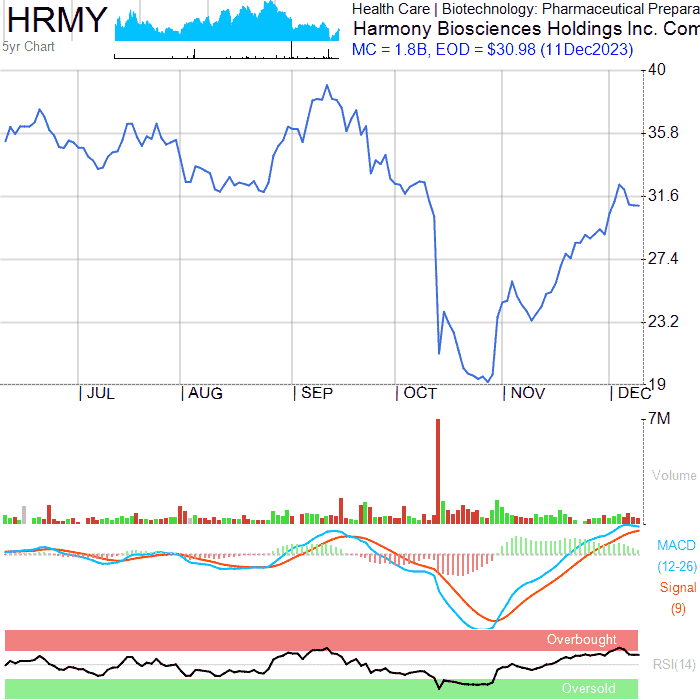 HRMY
5yr Chart
Health Care | Biotechnology: Pharmaceutical Prepara
Harmony Biosciences Holdings Inc. Com
MC = 1.8B, EOD = $30.98 (11Dec2023)
40
35.8
31.6
27.4
23.2
19
JUL AUG SEP OCT NOV DEC
7M
Volume
MACD
(12-26)
Signal
(9)
Overbought
RSI(14)
Oversold